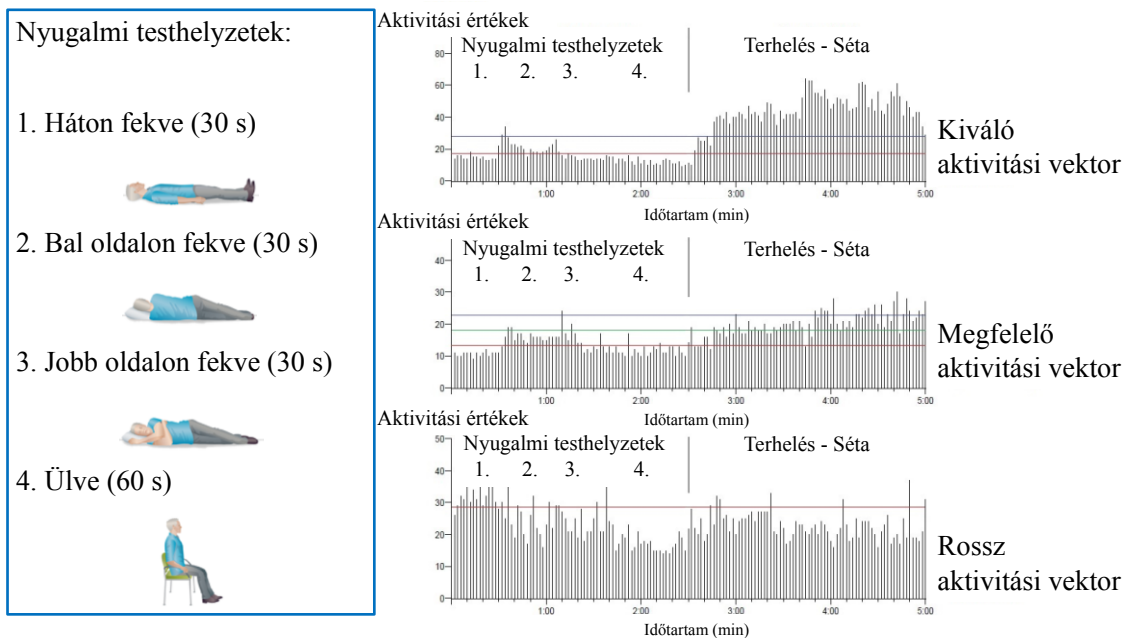 Nyugalmi testhelyzetek:
1. Háton fekve (30 s)
2. Bal oldalon fekve (30 s)
3. Jobb oldalon fekve (30 s)
4. Ülve (60 s)
Aktivitási értékek
Nyugalmi testhelyzetek
Terhelés - Séta
1. 2. 3. 4.
80
60
40
20
0
1:00 2:00 3:00 4:00 5:00
Időtartam (min)
Kiváló
aktivitási vektor
Aktivitási értékek
Nyugalmi testhelyzetek
Terhelés - Séta
1. 2. 3. 4.
40
30
20
10
0
1:00 2:00 3:00 4:00 5:00
Időtartam (min)
Megfelelő
aktivitási vektor
Aktivitási értékek
Nyugalmi testhelyzetek
Terhelés - Séta
1. 2. 3. 4.
50
40
30
20
10
0
1:00 2:00 3:00 4:00 5:00
Időtartam (min)
Rossz
aktivitási vektor